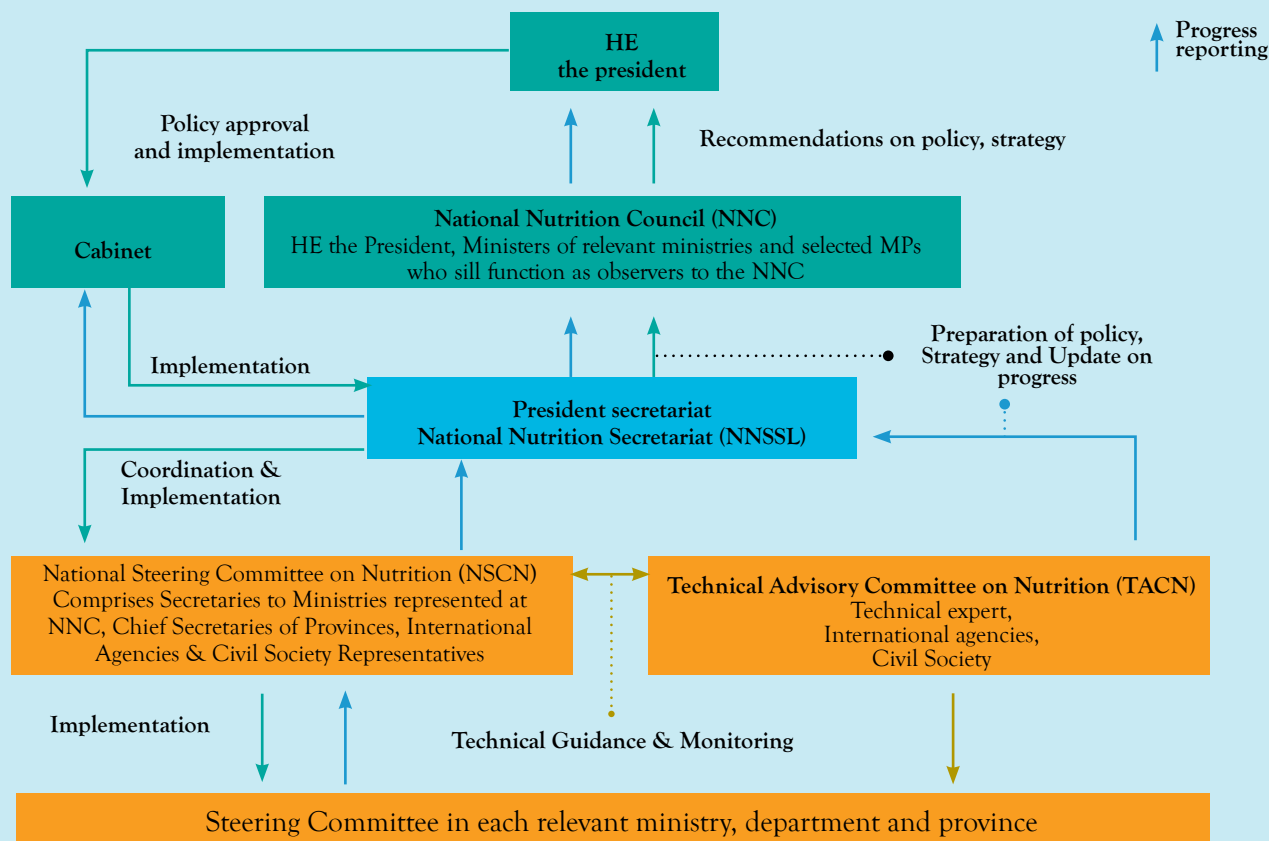 HE
the president
Progress
reporting
Policy approval
and implementation
Recommendations on policy, strategy
Cabinet
National Nutrition Council (NNC)
HE the President, Ministers of relevant ministries and selected MPs
who sill function as observers to the NNC
Implementation
Preparation of policy,
Strategy and Update on
progress
President secretariat
National Nutrition Secretariat (NNSSL)
Coordination &
Implementation
National Steering Committee on Nutrition (NSCN)
Comprises Secretaries to Ministries represented at
NNC, Chief Secretaries of Provinces, International
Agencies & Civil Society Representatives
Technical Advisory Committee on Nutrition (TACN)
Technical expert,
International agencies,
Civil Society
Implementation
Technical Guidance & Monitoring
Steering Committee in each relevant ministry, department and province